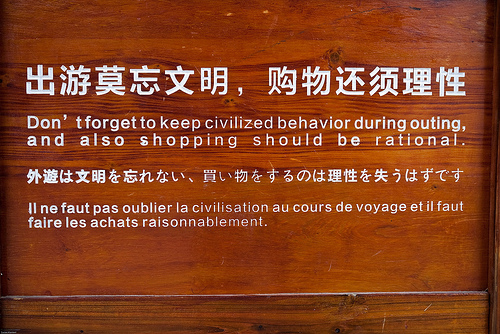 出游莫忘文明，购物还须理性
Don't forget to keep civilized behavior during outing,
and also shopping should be rational.
外遊は文明を忘れない、買い物をするのは理性を失うはずです
Il ne faut pas oublier la civilisation au cours de voyage et il faut
faire les achats raisonnablement.